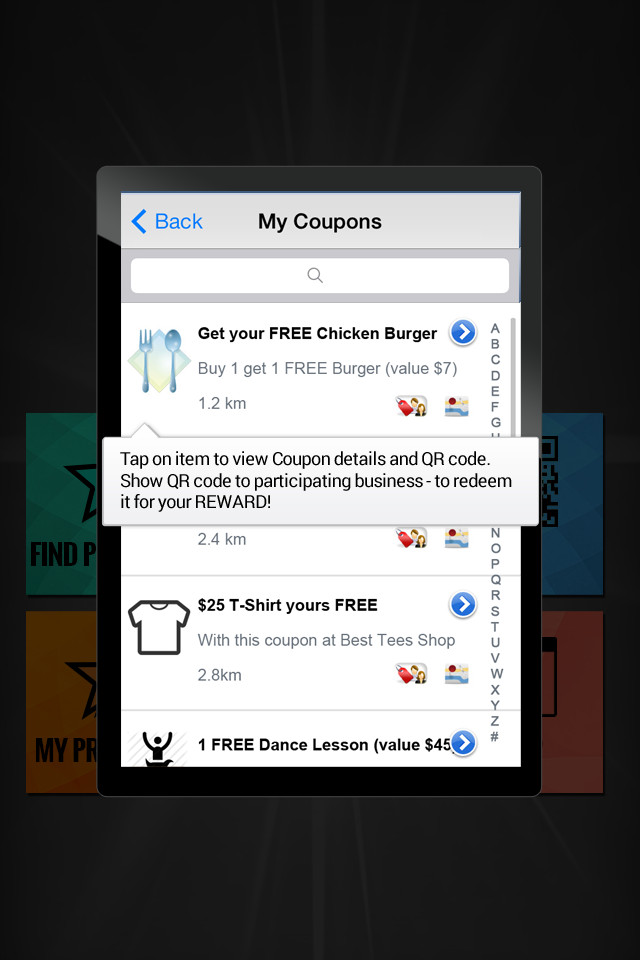 Back
My Coupons
Get your FREE Chicken Burger
Buy 1 get 1 FREE Burger (value $7)
1.2 km
A
B
C
D
E
F
G
Tap on item to view Coupon details and QR code.
Show QR code to participating business - to redeem
it for your REWARD!
2.4 km
$25 T-Shirt yours FREE
With this coupon at Best Tees Shop
2.8km
1 FREE Dance Lesson (value $45
N
O
P
Q
R
S
T
U
V
W
X
Y
Z
#
FIND P
MY PR